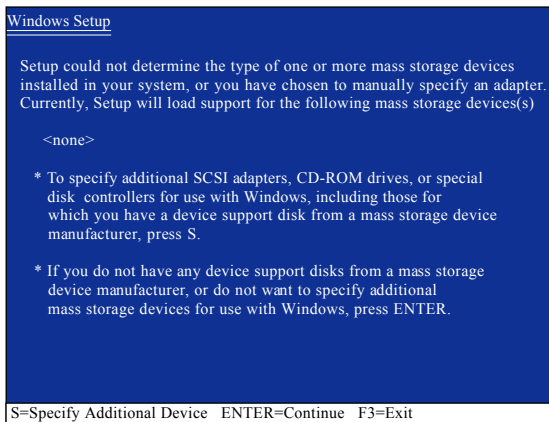 Windows Setup
Setup could not determine the type of one or more mass storage devices
installed in your system, or you have chosen to manually specify an adapter.
Currently, Setup will load support for the following mass storage devices(s)
<none>
* To specify additional SCSI adapters, CD-ROM drives, or special
disk controllers for use with Windows, including those for
which you have a device support disk from a mass storage device
manufacturer, press S.
* If you do not have any device support disks from a mass storage
device manufacturer, or do not want to specify additional
mass storage devices for use with Windows, press ENTER.
S=Specify Additional Device ENTER=Continue F3=Exit